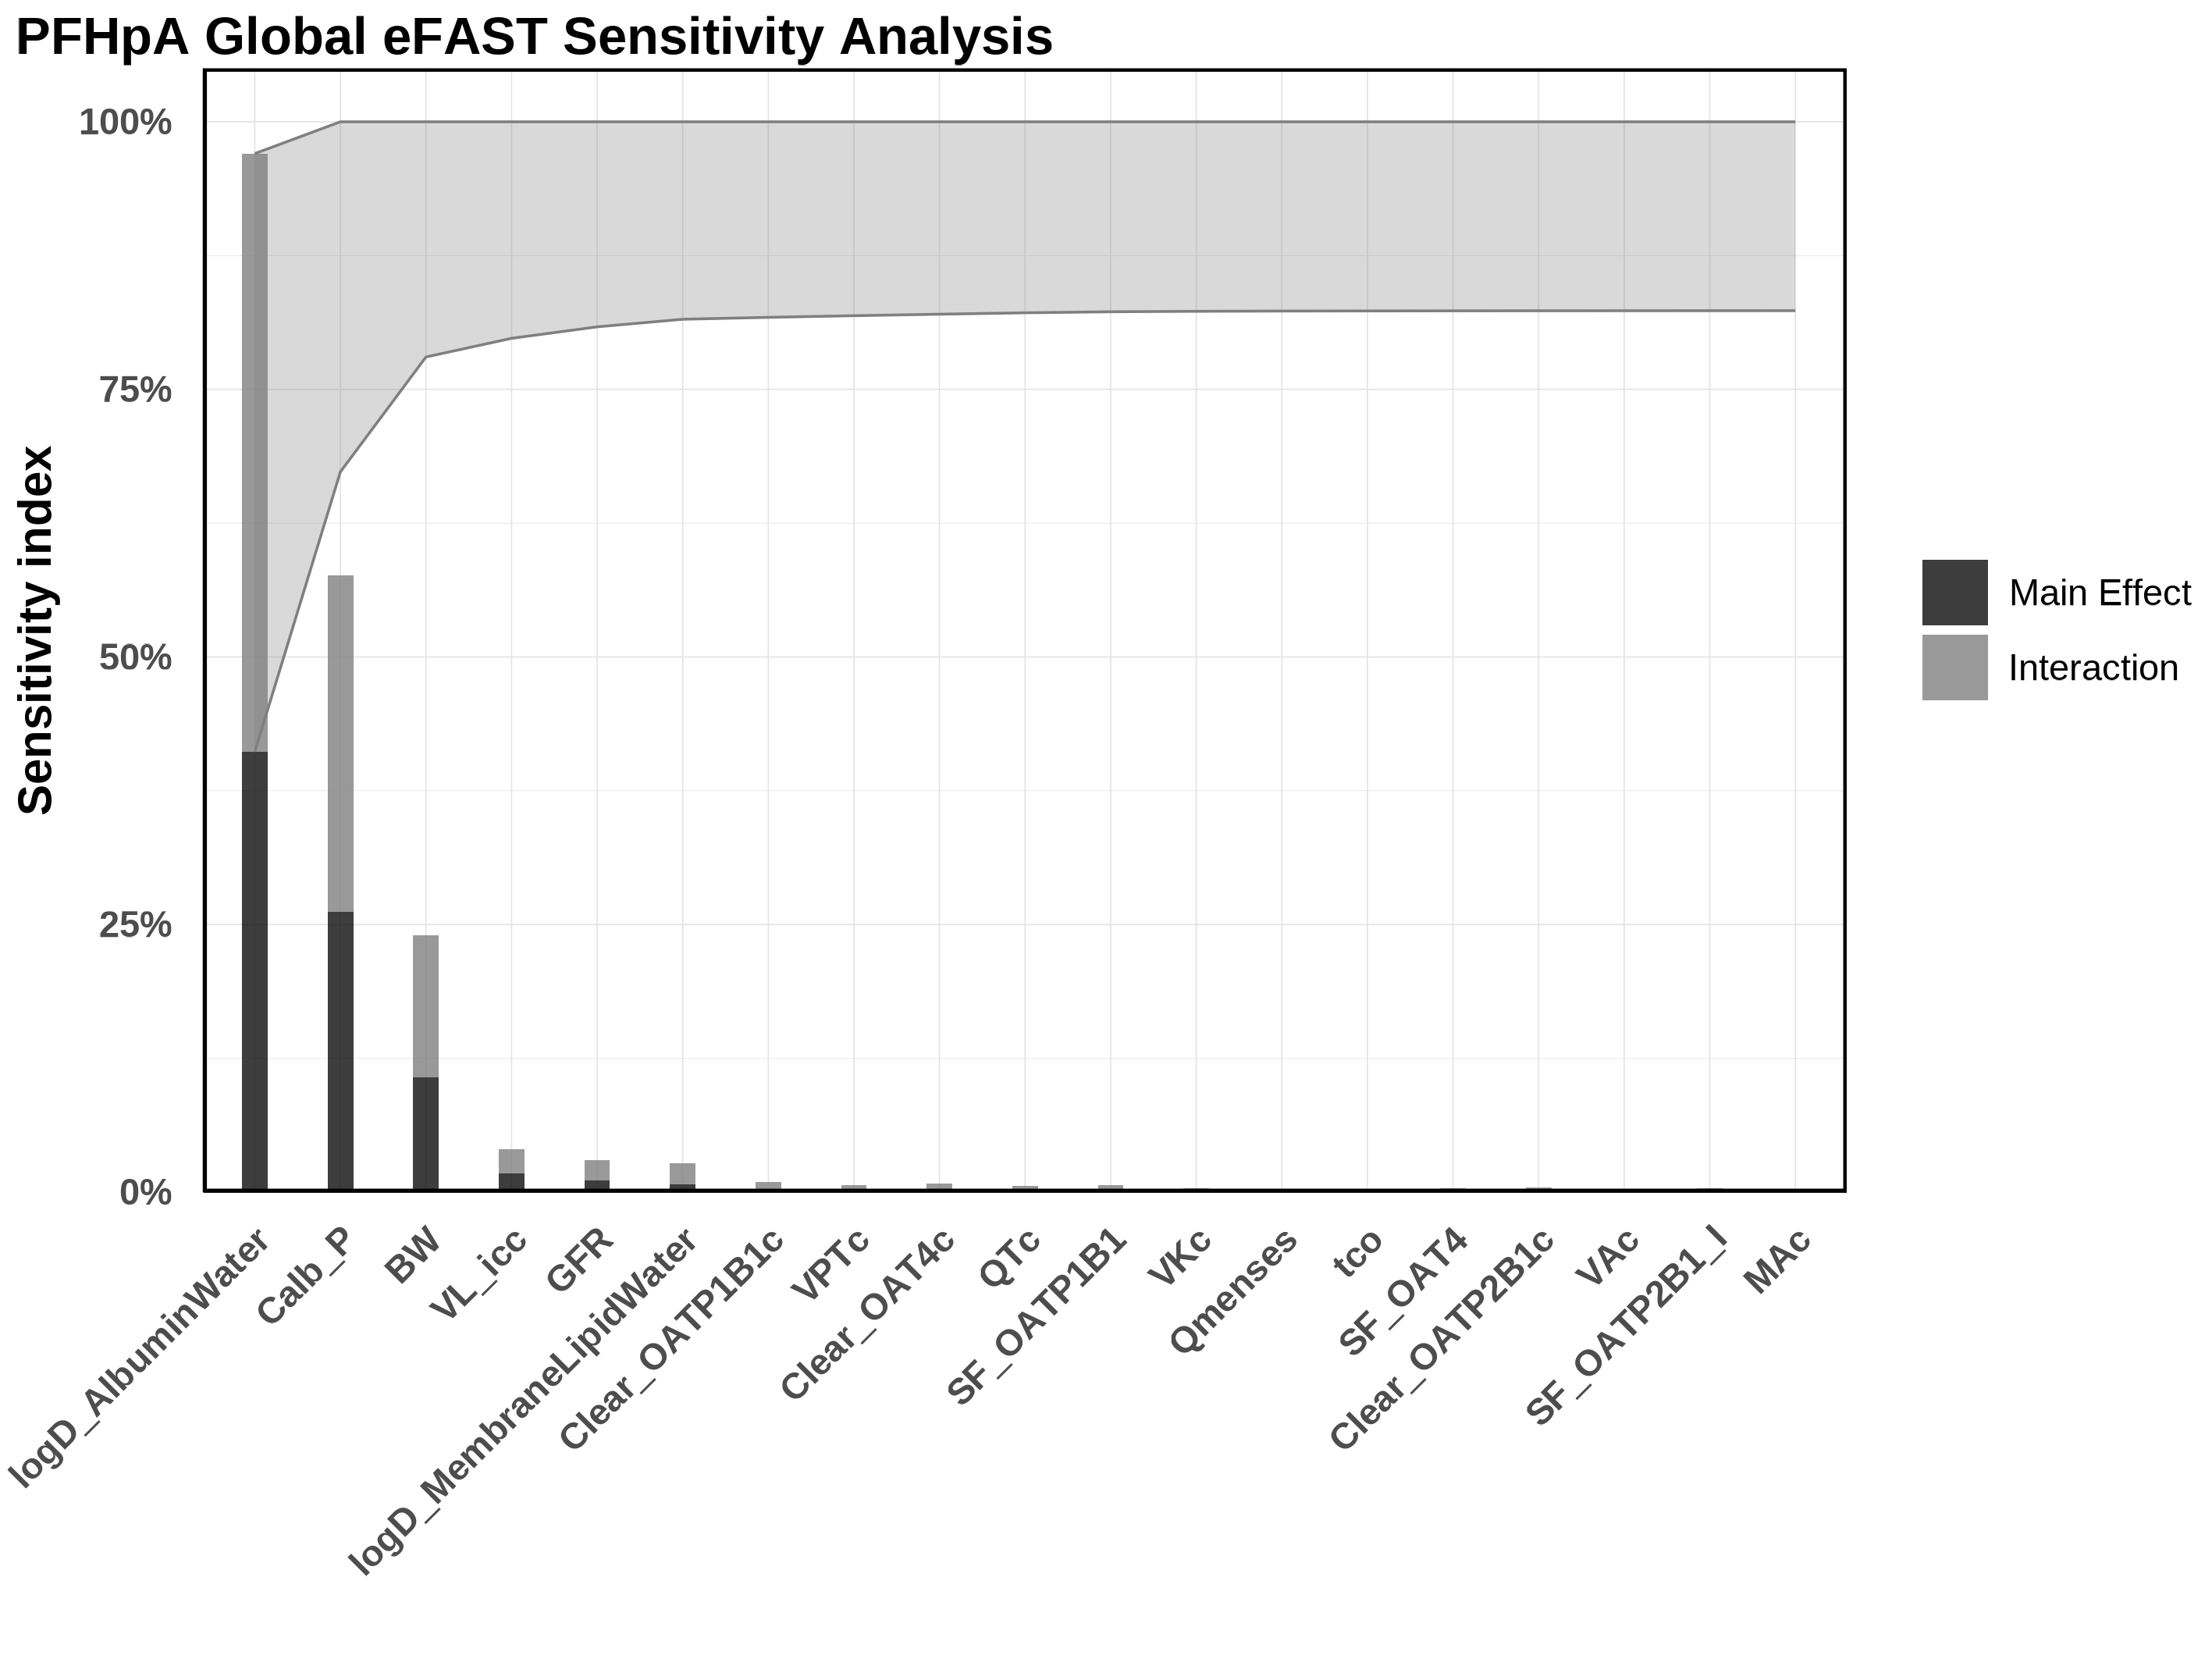 PFHpA Global eFAST Sensitivity Analysis
100%
75%
50%
25%
0%
Sensitivity index
logD_AlbuminWater
Calb_P
BW
VL_icc
GFR
logD_MembraneLipidWater
Clear_OATP1B1c
VPTc
Clear_OAT4c
QTc
SF_OATP1B1
VKc
Qmenses
tco
SF_OAT4
Clear_OATP2B1c
VAc
SF_OATP2B1_l
MAc
Main Effect
Interaction